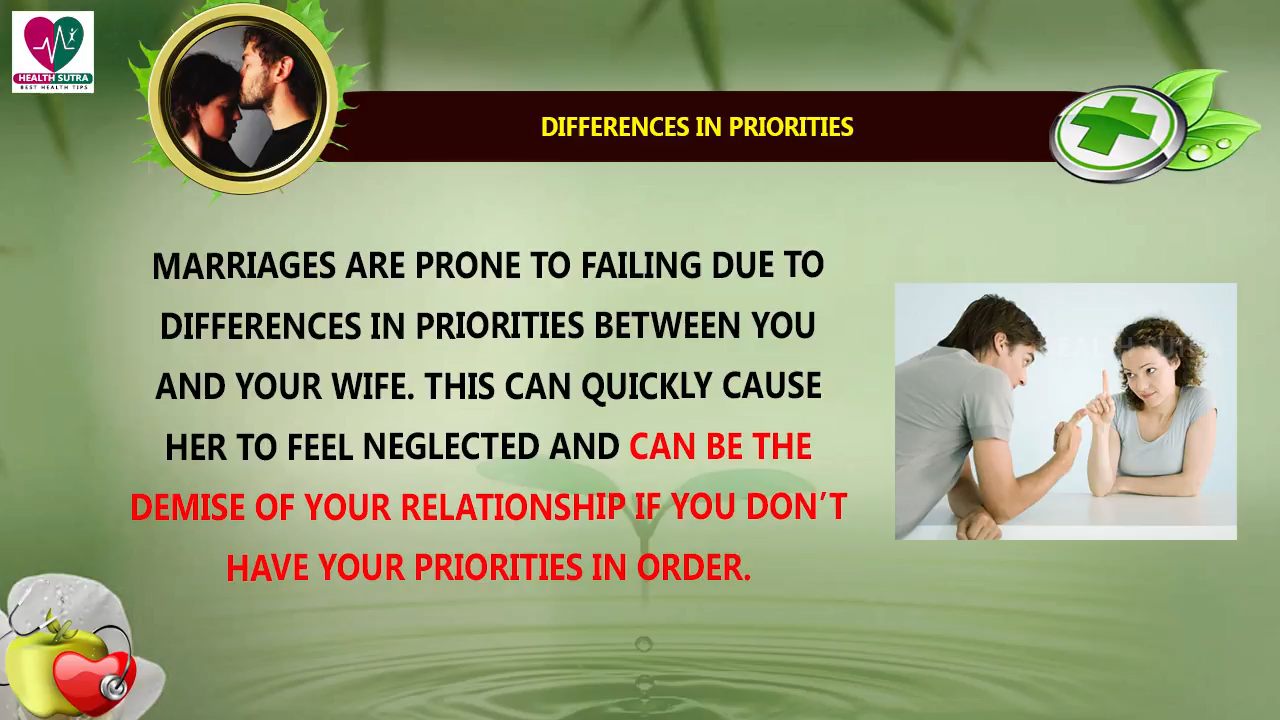 HEALTH SUTRA
BEST HEALTH TIPS
DIFFERENCES IN PRIORITIES
MARRIAGES ARE PRONE TO FAILING DUE TO
DIFFERENCES IN PRIORITIES BETWEEN YOU
AND YOUR WIFE. THIS CAN QUICKLY CAUSE
HER TO FEEL NEGLECTED AND CAN BE THE
DEMISE OF YOUR RELATIONSHIP IF YOU DON’T
HAVE YOUR PRIORITIES IN ORDER.
HEALTH SUTRA